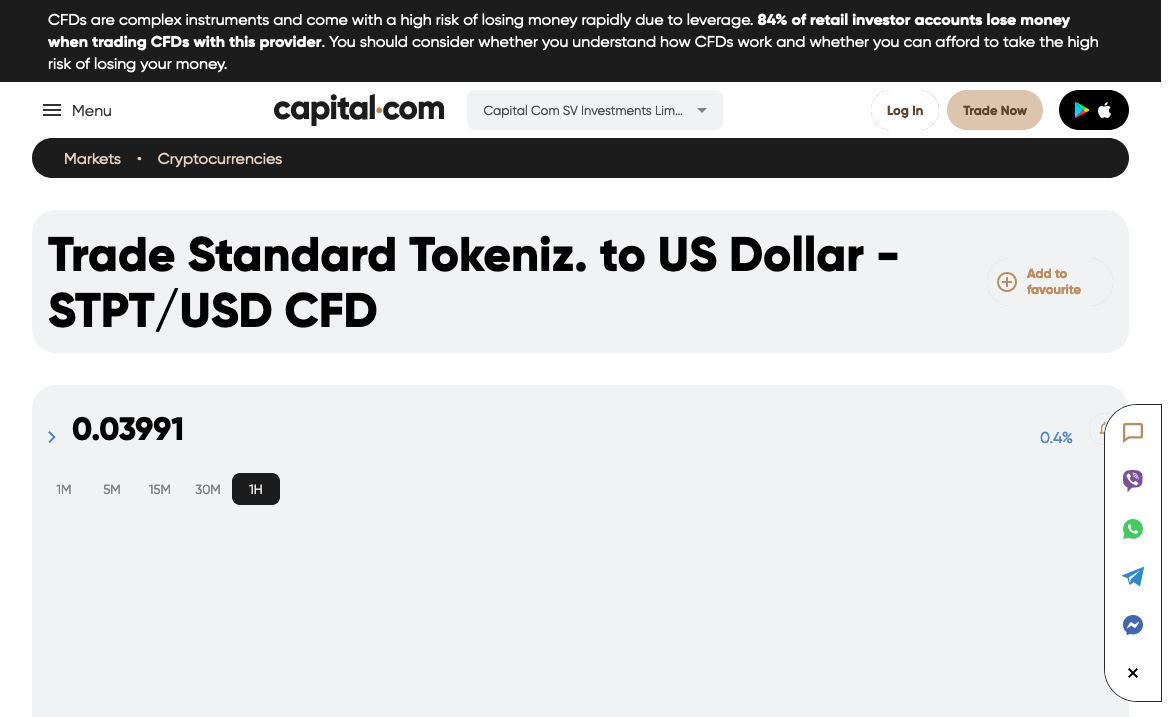 CFDs are complex instruments and come with a high risk of losing money rapidly due to leverage. 84% of retail investor accounts lose money
when trading CFDs with this provider. You should consider whether you understand how CFDs work and whether you can afford to take the high
risk of losing your money.
Menu
capital.com
Capital Com SV Investments Lim...
Log In
Trade Now
Markets • Cryptocurrencies
Trade Standard Tokeniz. to US Dollar -
STPT/USD CFD
Add to
favourite
0.03991
0.4%
1M 5M 15M 30M 1H